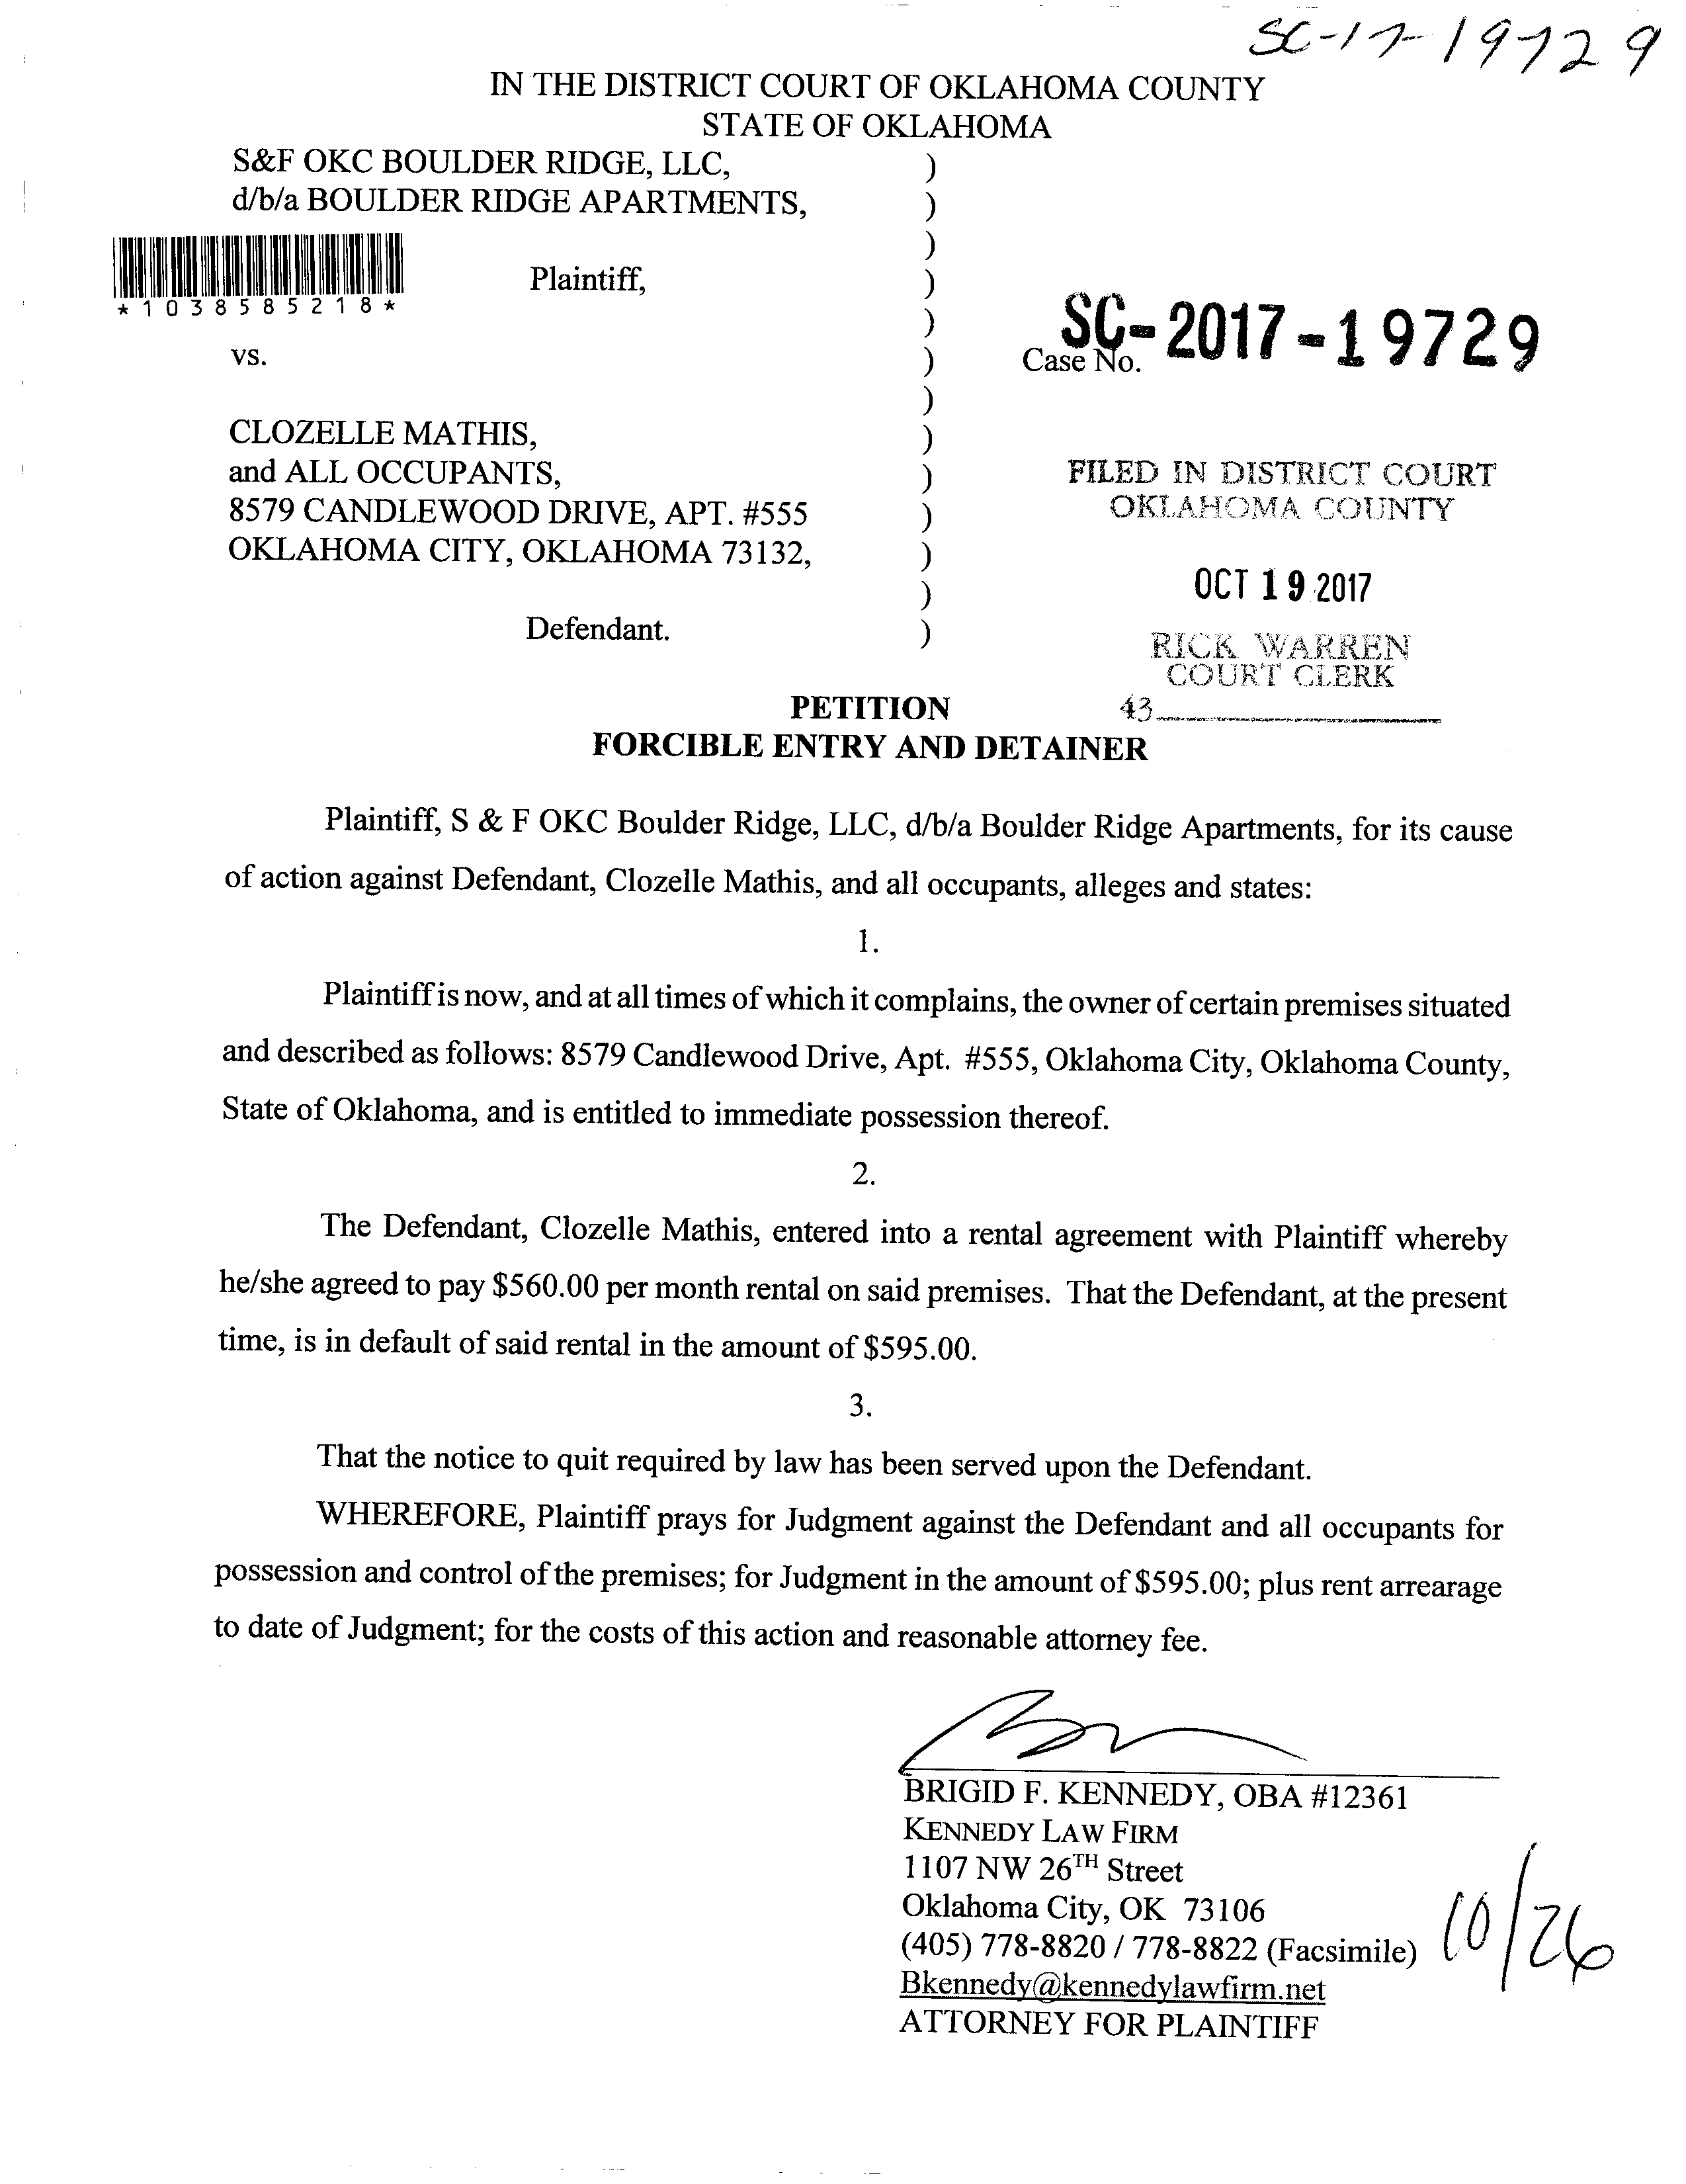 SC-17-19729
IN THE DISTRICT COURT OF OKLAHOMA COUNTY
STATE OF OKLAHOMA
S&F OKC BOULDER RIDGE, LLC, )
d/b/a BOULDER RIDGE APARTMENTS, )
)
Plaintiff, )
*1038585218*
)
vs. )
Case No. SC-2017-19729
)
CLOZELLE MATHIS, )
and ALL OCCUPANTS, )
8579 CANDLEWOOD DRIVE, APT. #555 )
OKLAHOMA CITY, OKLAHOMA 73132, )
)
Defendant. )
FILED IN DISTRICT COURT
OKLAHOMA COUNTY
OCT 19 2017
RICK WARREN
COURT CLERK
43
PETITION
FORCIBLE ENTRY AND DETAINER
Plaintiff, S & F OKC Boulder Ridge, LLC, d/b/a Boulder Ridge Apartments, for its cause
of action against Defendant, Clozelle Mathis, and all occupants, alleges and states:
1.
Plaintiff is now, and at all times of which it complains, the owner of certain premises situated
and described as follows: 8579 Candlewood Drive, Apt. #555, Oklahoma City, Oklahoma County,
State of Oklahoma, and is entitled to immediate possession thereof.
2.
The Defendant, Clozelle Mathis, entered into a rental agreement with Plaintiff whereby
he/she agreed to pay $560.00 per month rental on said premises. That the Defendant, at the present
time, is in default of said rental in the amount of $595.00.
3.
That the notice to quit required by law has been served upon the Defendant.
WHEREFORE, Plaintiff prays for Judgment against the Defendant and all occupants for
possession and control of the premises; for Judgment in the amount of $595.00; plus rent arrearage
to date of Judgment; for the costs of this action and reasonable attorney fee.
BRIGID F. KENNEDY, OBA #12361
KENNEDY LAW FIRM
1107 NW 26TH Street
Oklahoma City, OK 73106
(405) 778-8820 / 778-8822 (Facsimile)
Bkennedy@kennedylawfirm.net
ATTORNEY FOR PLAINTIFF
10/26